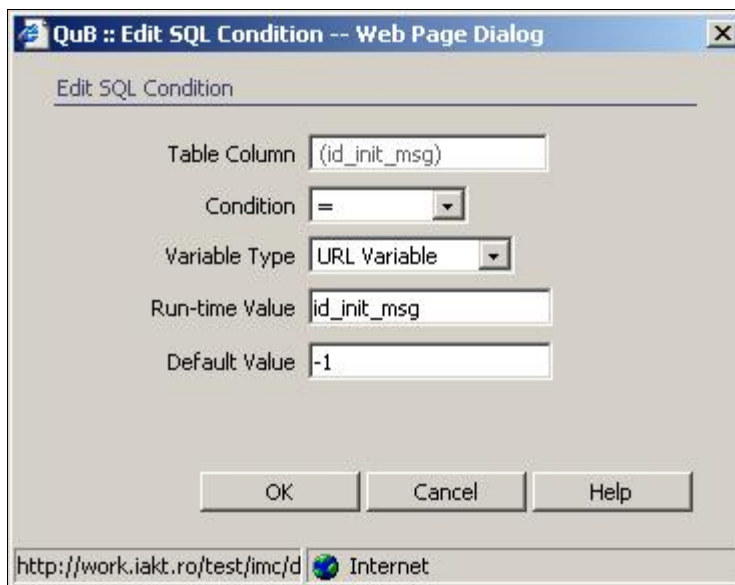 QuB :: Edit SQL Condition -- Web Page Dialog
Edit SQL Condition
Table Column (id_init_msg)
Condition =
Variable Type URL Variable
Run-time Value id_init_msg
Default Value -1
OK Cancel Help
http://work.iakt.ro/test/imc/d Internet